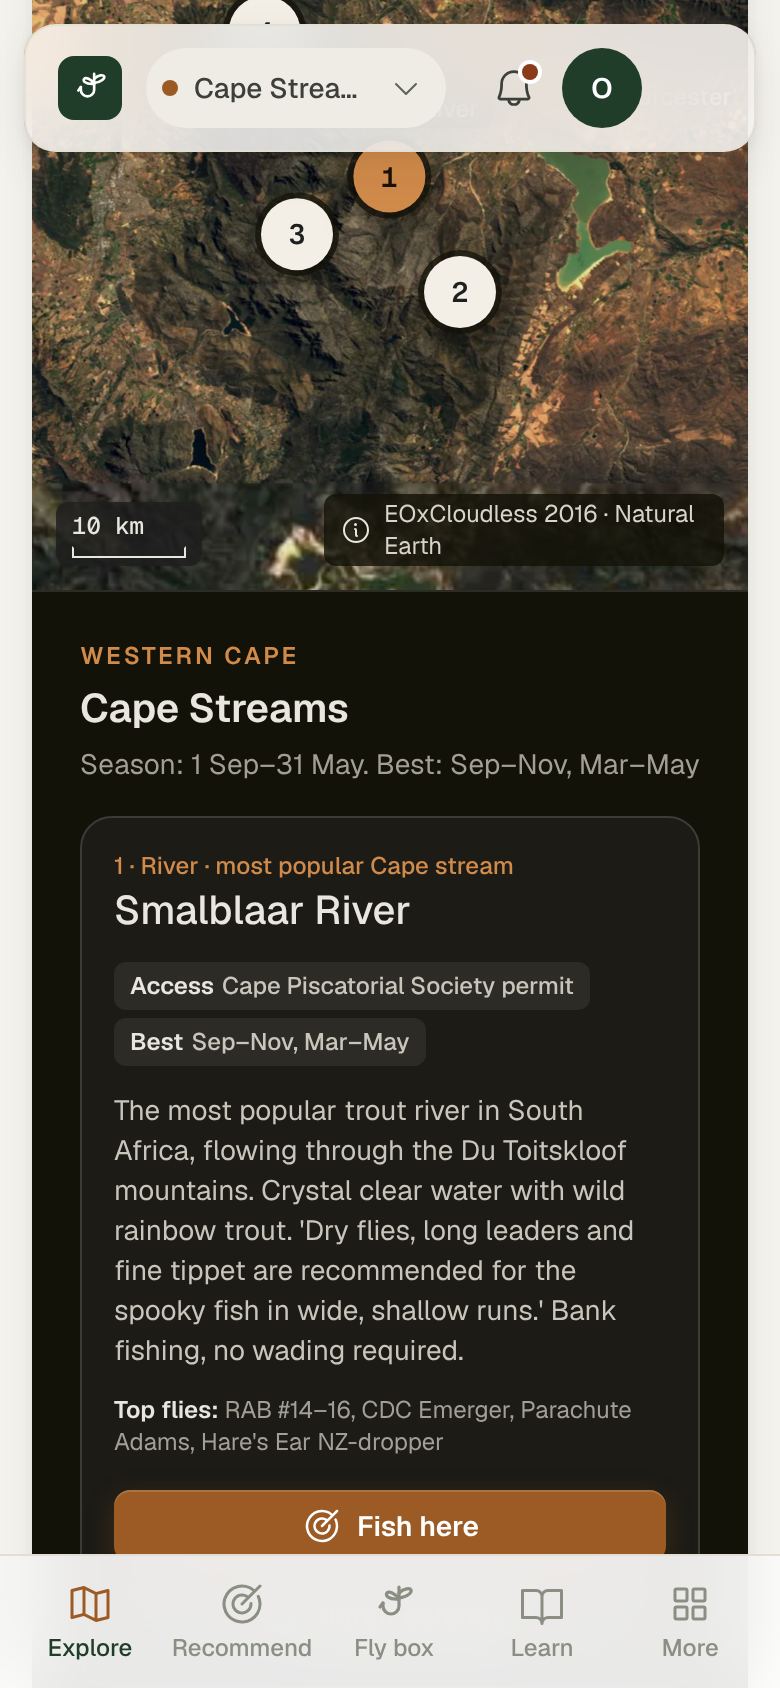 Cape Strea...
O
1
3
2
10 km
EOxCloudless 2016 · Natural
Earth
WESTERN CAPE
Cape Streams
Season: 1 Sep–31 May. Best: Sep–Nov, Mar–May
1 · River · most popular Cape stream
Smalblaar River
Access Cape Piscatorial Society permit
Best Sep–Nov, Mar–May
The most popular trout river in South
Africa, flowing through the Du Toitskloof
mountains. Crystal clear water with wild
rainbow trout. 'Dry flies, long leaders and
fine tippet are recommended for the
spooky fish in wide, shallow runs.' Bank
fishing, no wading required.
Top flies: RAB #14–16, CDC Emerger, Parachute
Adams, Hare's Ear NZ-dropper
Fish here
Explore
Recommend
Fly box
Learn
More